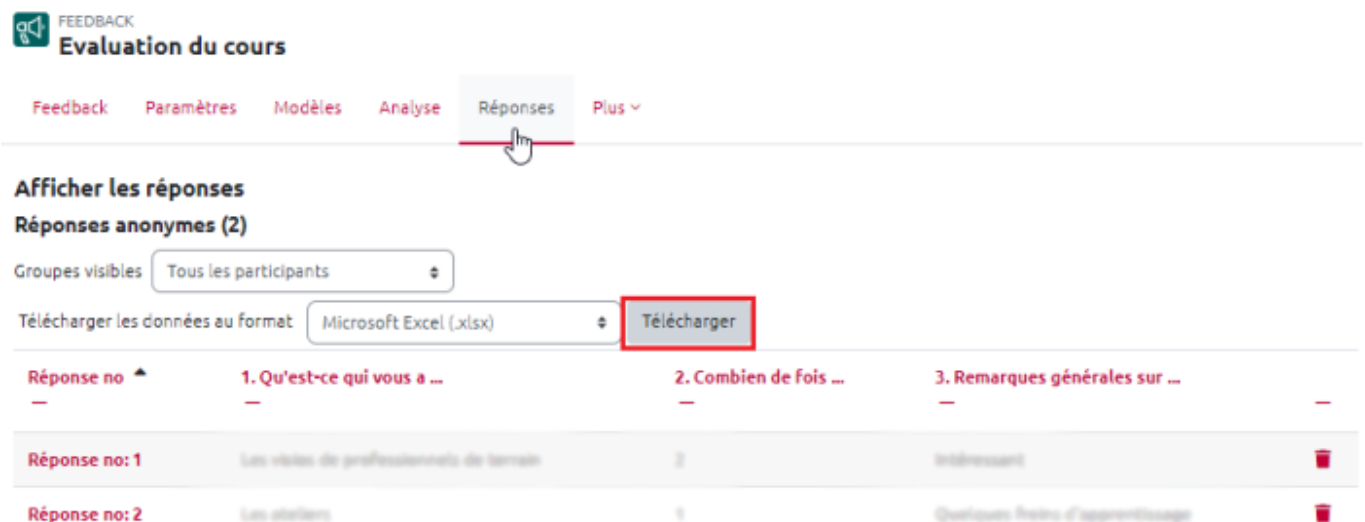 FEEDBACK
Evaluation du cours
Feedback Paramètres Modèles Analyse Réponses Plus
Afficher les réponses
Réponses anonymes (2)
Groupes visibles Tous les participants
Télécharger les données au format Microsoft Excel (.xlsx) Télécharger
Réponse no 1. Qu'est-ce qui vous a ... 2. Combien de fois ... 3. Remarques générales sur ...
Réponse no: 1 Les de professionnels de terrain 2 Intéressant
Réponse no: 2 Les ateliers 1 Quelques freins d'apprentissage